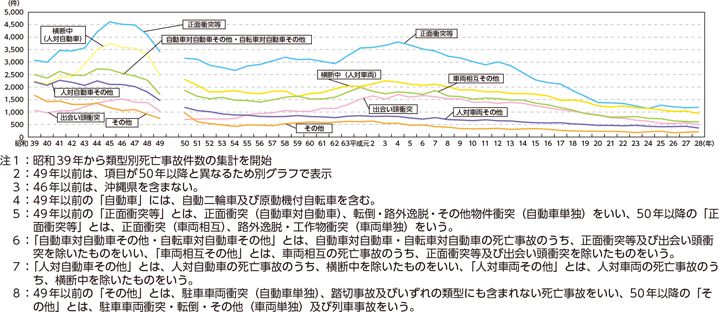 (件)
5,000
4,500
4,000
3,500
3,000
2,500
2,000
1,500
1,000
500
0
横断中
(人対自動車)
正面衝突等
自動車対自動車その他・自転車対自動車その他
人対自動車その他
出会い頭衝突
その他
正面衝突等
横断中(人対車両)
車両相互その他
出会い頭衝突
人対車両その他
その他
昭和 39 40 41 42 43 44 45 46 47 48 49 50 51 52 53 54 55 56 57 58 59 60 61 62 63 平成元 2 3 4 5 6 7 8 9 10 11 12 13 14 15 16 17 18 19 20 21 22 23 24 25 26 27 28(年)
注1:昭和39年から類型別死亡事故件数の集計を開始
2:49年以前は、項目が50年以降と異なるため別グラフで表示
3:46年以前は、沖縄県を含まない。
4:49年以前の「自動車」には、自動二輪車及び原動機付自転車を含む。
5:49年以前の「正面衝突等」とは、正面衝突(自動車対自動車)、転倒・路外逸脱・その他物件衝突(自動車単独)をいい、50年以降の「正
面衝突等」とは、正面衝突(車両相互)、路外逸脱・工作物衝突(車両単独)をいう。
6:「自動車対自動車その他・自転車対自動車その他」とは、自動車対自動車・自転車対自動車の死亡事故のうち、正面衝突等及び出会い頭衝
突を除いたものをいい、「車両相互その他」とは、車両相互の死亡事故のうち、正面衝突等及び出会い頭衝突を除いたものをいう。
7:「人対自動車その他」とは、人対自動車の死亡事故のうち、横断中を除いたものをいい、「人対車両その他」とは、人対車両の死亡事故のう
ち、横断中を除いたものをいう。
8:49年以前の「その他」とは、駐車車両衝突(自動車単独)、踏切事故及びいずれの類型にも含まれない死亡事故をいい、50年以降の「そ
の他」とは、駐車車両衝突・転倒・その他(車両単独)及び列車事故をいう。